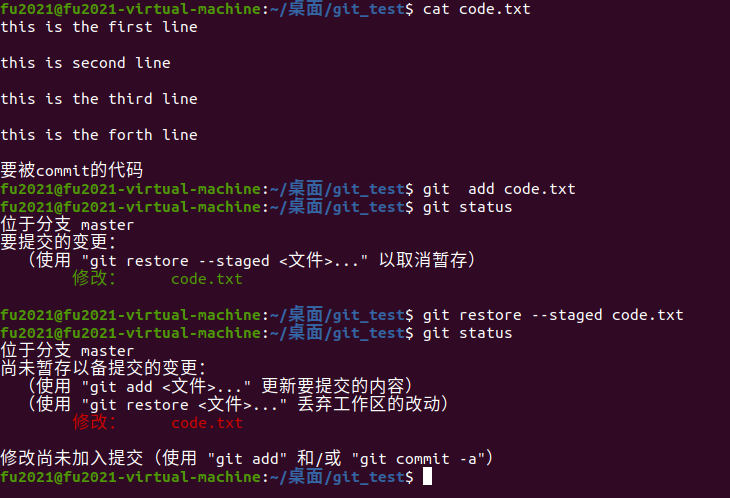 fu2021@fu2021-virtual-machine:~/桌面/git_test$ cat code.txt
this is the first line
this is second line
this is the third line
this is the forth line
要被commit的代码
fu2021@fu2021-virtual-machine:~/桌面/git_test$ git  add code.txt
fu2021@fu2021-virtual-machine:~/桌面/git_test$ git status
位于分支 master
要提交的变更：
（使用 "git restore --staged <文件>..." 以取消暂存）
修改：     code.txt
fu2021@fu2021-virtual-machine:~/桌面/git_test$ git restore --staged code.txt
fu2021@fu2021-virtual-machine:~/桌面/git_test$ git status
位于分支 master
尚未暂存以备提交的变更：
（使用 "git add <文件>..." 更新要提交的内容）
（使用 "git restore <文件>..." 丢弃工作区的改动）
修改：     code.txt
修改尚未加入提交（使用 "git add" 和/或 "git commit -a"）
fu2021@fu2021-virtual-machine:~/桌面/git_test$